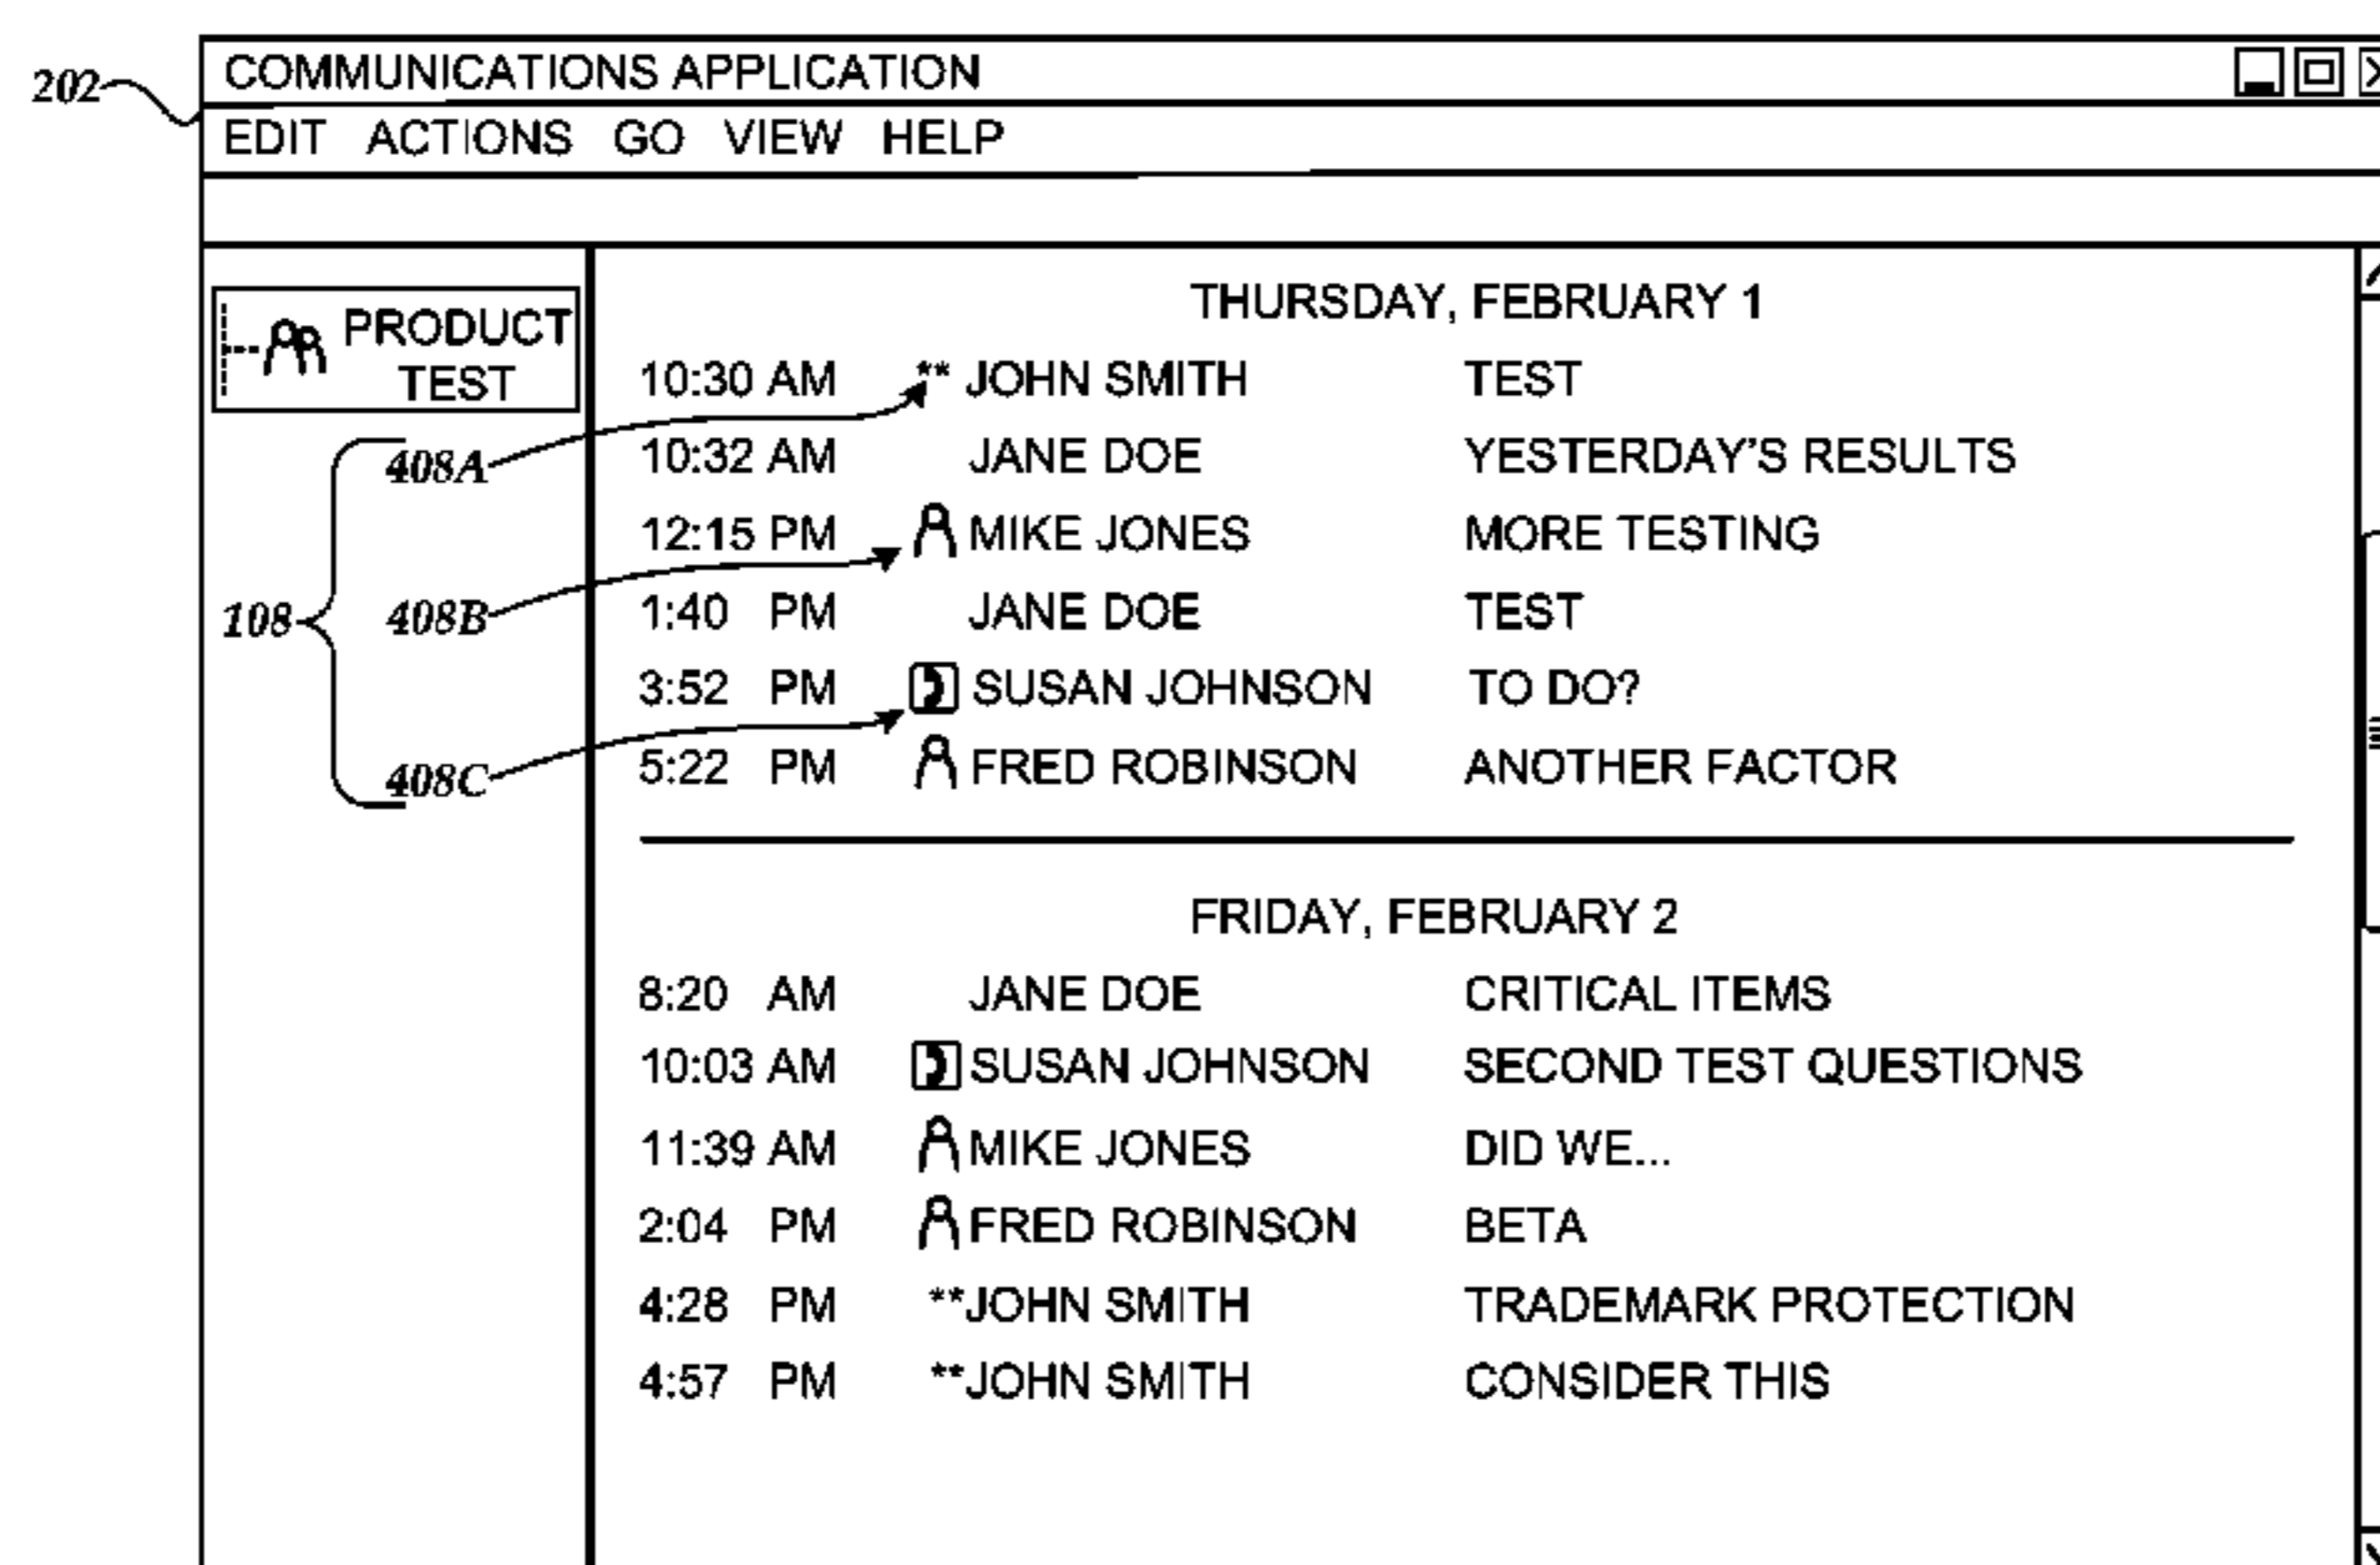 202
COMMUNICATIONS APPLICATION
EDIT ACTIONS GO VIEW HELP
PRODUCT
TEST
108
408A
408B
408C
THURSDAY, FEBRUARY 1
10:30 AM ** JOHN SMITH TEST
10:32 AM JANE DOE YESTERDAY'S RESULTS
12:15 PM MIKE JONES MORE TESTING
1:40 PM JANE DOE TEST
3:52 PM SUSAN JOHNSON TO DO?
5:22 PM FRED ROBINSON ANOTHER FACTOR
FRIDAY, FEBRUARY 2
8:20 AM JANE DOE CRITICAL ITEMS
10:03 AM SUSAN JOHNSON SECOND TEST QUESTIONS
11:39 AM MIKE JONES DID WE...
2:04 PM FRED ROBINSON BETA
4:28 PM **JOHN SMITH TRADEMARK PROTECTION
4:57 PM **JOHN SMITH CONSIDER THIS